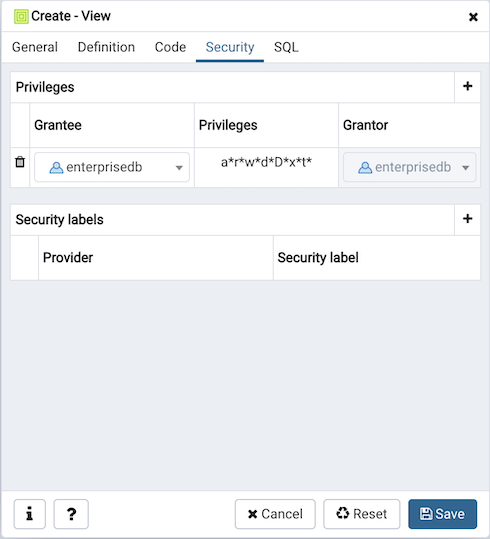 Create - View
General Definition Code Security SQL
Privileges
Grantee Privileges Grantor
enterprisedb a*r*w*d*D*x*t* enterprisedb
Security labels
Provider Security label
i ? Cancel Reset Save